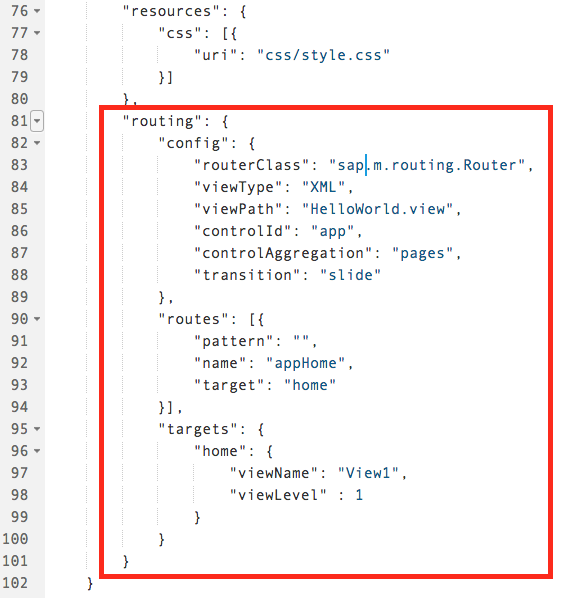 76 "resources": {
77 "css": [{
78 "uri": "css/style.css"
79 }]
80 },
81 "routing": {
82 "config": {
83 "routerClass": "sap.m.routing.Router",
84 "viewType": "XML",
85 "viewPath": "HelloWorld.view",
86 "controlId": "app",
87 "controlAggregation": "pages",
88 "transition": "slide"
89 },
90 "routes": [{
91 "pattern": "",
92 "name": "appHome",
93 "target": "home"
94 }],
95 "targets": {
96 "home": {
97 "viewName": "View1",
98 "viewLevel" : 1
99 }
100 }
101 }
102 }